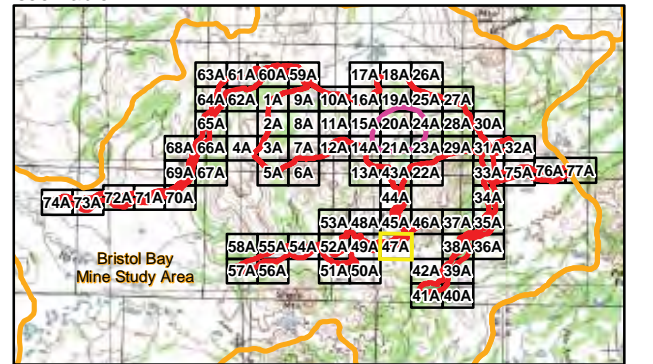 63A 61A 60A 59A 17A 18A 26A
64A 62A 1A 9A 10A 16A 19A 25A 27A
65A 2A 8A 11A 15A 20A 24A 28A 30A
68A 66A 4A 3A 7A 12A 14A 21A 23A 29A 31A 32A
69A 67A 5A 6A 13A 43A 22A 33A 75A 76A 77A
74A 73A 72A 71A 70A 44A 34A
53A 48A 45A 46A 37A 35A
58A 55A 54A 52A 49A 47A 38A 36A
Bristol Bay
Mine Study Area
57A 56A 51A 50A 42A 39A
41A 40A